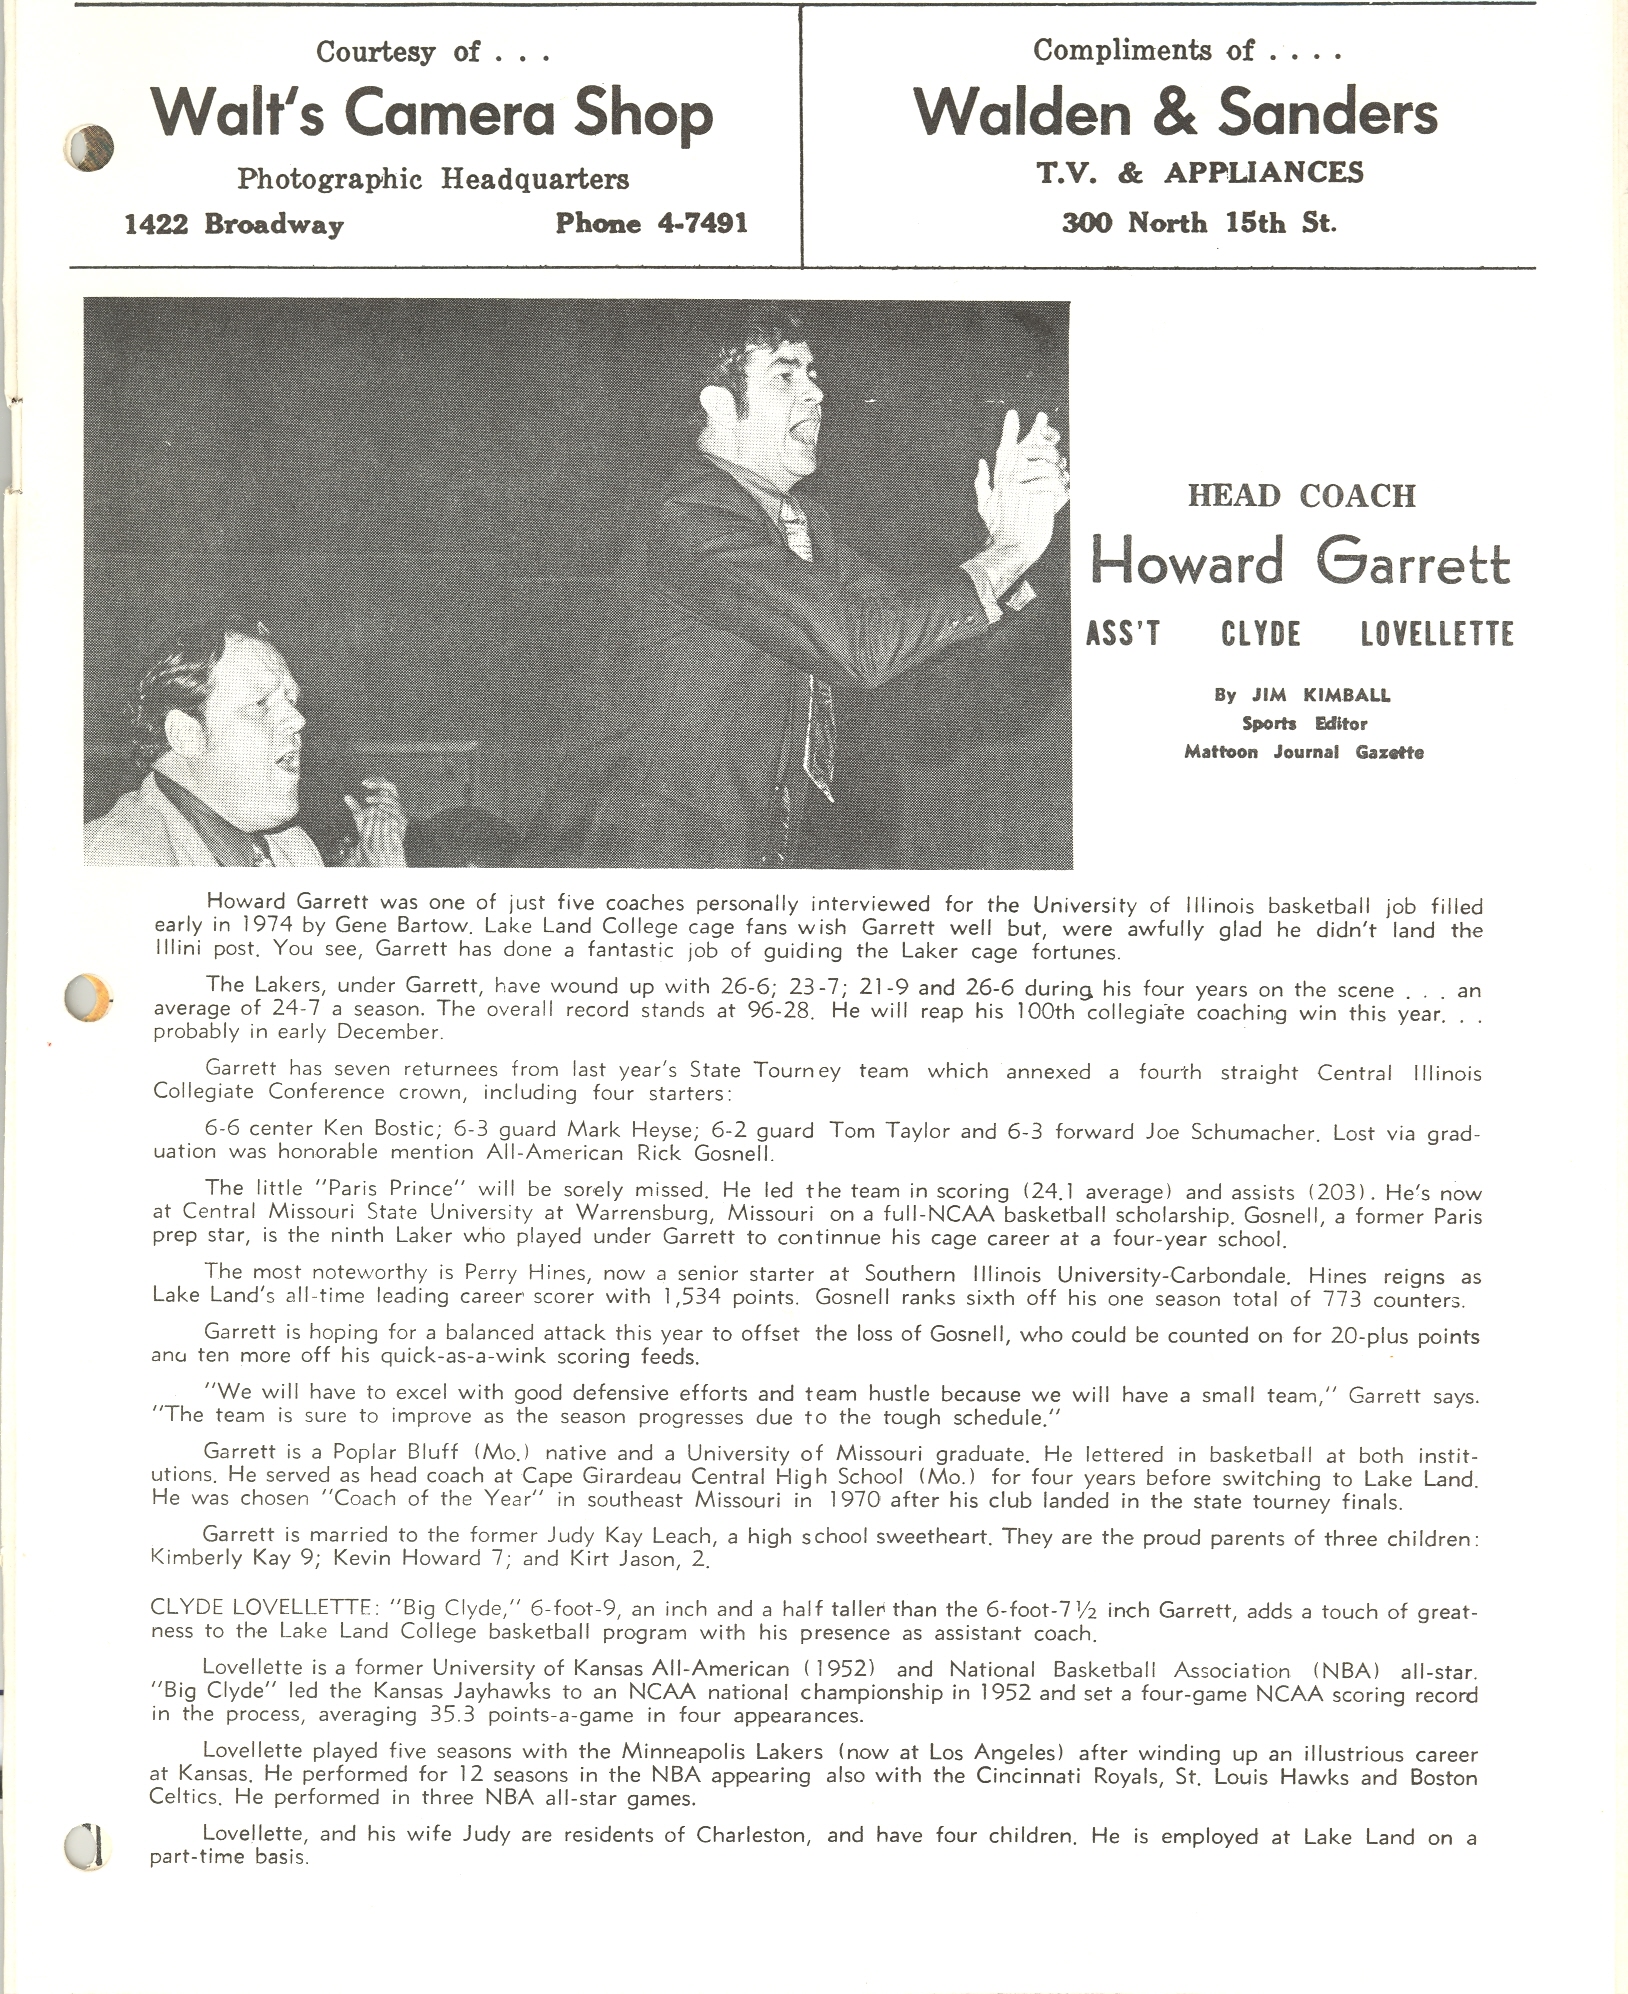 Courtesy of . . .
Walt's Camera Shop
Photographic Headquarters
1422 Broadway Phone 4-7491
Compliments of . . . .
Walden & Sanders
T.V. & APPLIANCES
300 North 15th St.
HEAD COACH
Howard Garrett
ASS'T CLYDE LOVELLETTE
By JIM KIMBALL
Sports Editor
Mattoon Journal Gazette
Howard Garrett was one of just five coaches personally interviewed for the University of Illinois basketball job filled
early in 1974 by Gene Bartow. Lake Land College cage fans wish Garrett well but, were awfully glad he didn't land the
Illini post. You see, Garrett has done a fantastic job of guiding the Laker cage fortunes.
The Lakers, under Garrett, have wound up with 26-6; 23-7; 21-9 and 26-6 during his four years on the scene . . . an
average of 24-7 a season. The overall record stands at 96-28. He will reap his 100th collegiate coaching win this year. . .
probably in early December.
Garrett has seven returnees from last year's State Tourney team which annexed a fourth straight Central Illinois
Collegiate Conference crown, including four starters:
6-6 center Ken Bostic; 6-3 guard Mark Heyse; 6-2 guard Tom Taylor and 6-3 forward Joe Schumacher. Lost via grad-
uation was honorable mention All-American Rick Gosnell.
The little "Paris Prince" will be sorely missed. He led the team in scoring (24.1 average) and assists (203). He's now
at Central Missouri State University at Warrensburg, Missouri on a full-NCAA basketball scholarship. Gosnell, a former Paris
prep star, is the ninth Laker who played under Garrett to continnue his cage career at a four-year school.
The most noteworthy is Perry Hines, now a senior starter at Southern Illinois University-Carbondale. Hines reigns as
Lake Land's all-time leading career scorer with 1,534 points. Gosnell ranks sixth off his one season total of 773 counters.
Garrett is hoping for a balanced attack this year to offset the loss of Gosnell, who could be counted on for 20-plus points
and ten more off his quick-as-a-wink scoring feeds.
"We will have to excel with good defensive efforts and team hustle because we will have a small team," Garrett says.
"The team is sure to improve as the season progresses due to the tough schedule."
Garrett is a Poplar Bluff (Mo.) native and a University of Missouri graduate. He lettered in basketball at both instit-
utions. He served as head coach at Cape Girardeau Central High School (Mo.) for four years before switching to Lake Land.
He was chosen "Coach of the Year" in southeast Missouri in 1970 after his club landed in the state tourney finals.
Garrett is married to the former Judy Kay Leach, a high school sweetheart. They are the proud parents of three children:
Kimberly Kay 9; Kevin Howard 7; and Kirt Jason, 2.
CLYDE LOVELLETTE: "Big Clyde," 6-foot-9, an inch and a half taller than the 6-foot-7½ inch Garrett, adds a touch of great-
ness to the Lake Land College basketball program with his presence as assistant coach.
Lovellette is a former University of Kansas All-American (1952) and National Basketball Association (NBA) all-star.
"Big Clyde" led the Kansas Jayhawks to an NCAA national championship in 1952 and set a four-game NCAA scoring record
in the process, averaging 35.3 points-a-game in four appearances.
Lovellette played five seasons with the Minneapolis Lakers (now at Los Angeles) after winding up an illustrious career
at Kansas. He performed for 12 seasons in the NBA appearing also with the Cincinnati Royals, St. Louis Hawks and Boston
Celtics. He performed in three NBA all-star games.
Lovellette, and his wife Judy are residents of Charleston, and have four children. He is employed at Lake Land on a
part-time basis.